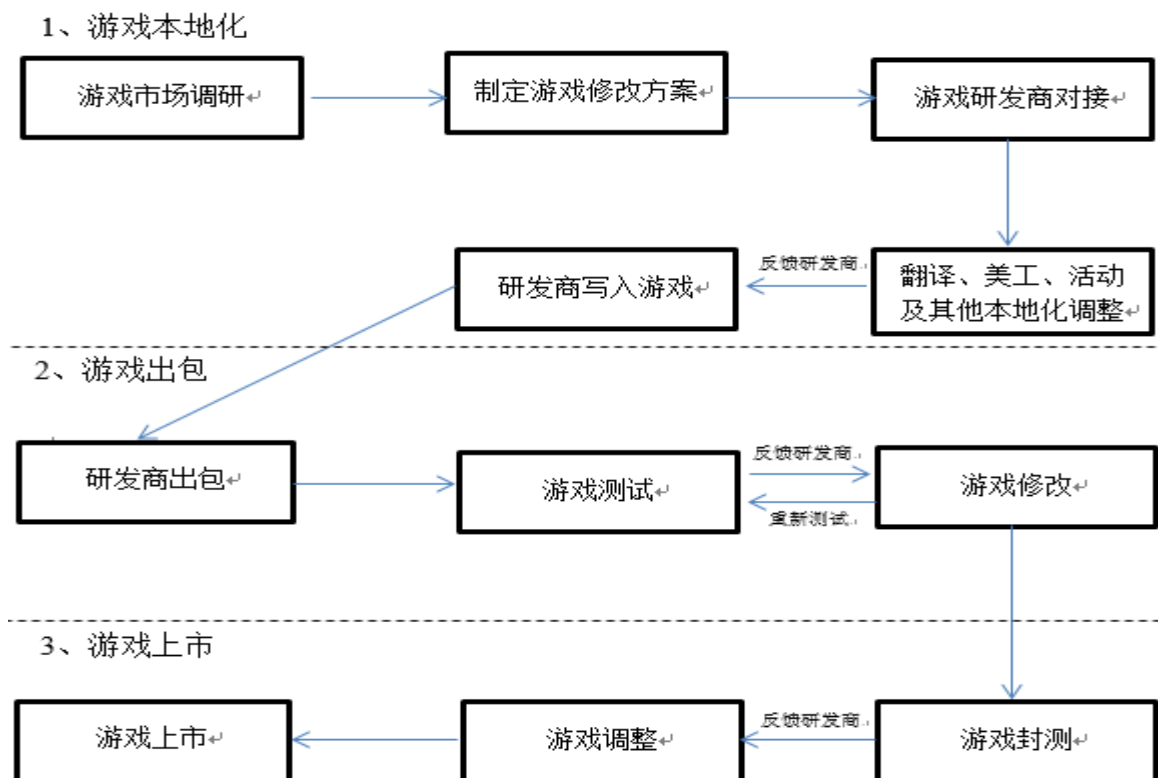 1、游戏本地化
游戏市场调研
制定游戏修改方案
游戏研发商对接
研发商写入游戏
反馈研发商
翻译、美工、活动
及其他本地化调整
2、游戏出包
研发商出包
游戏测试
反馈研发商
重新测试
游戏修改
3、游戏上市
游戏上市
游戏调整
反馈研发商
游戏封测